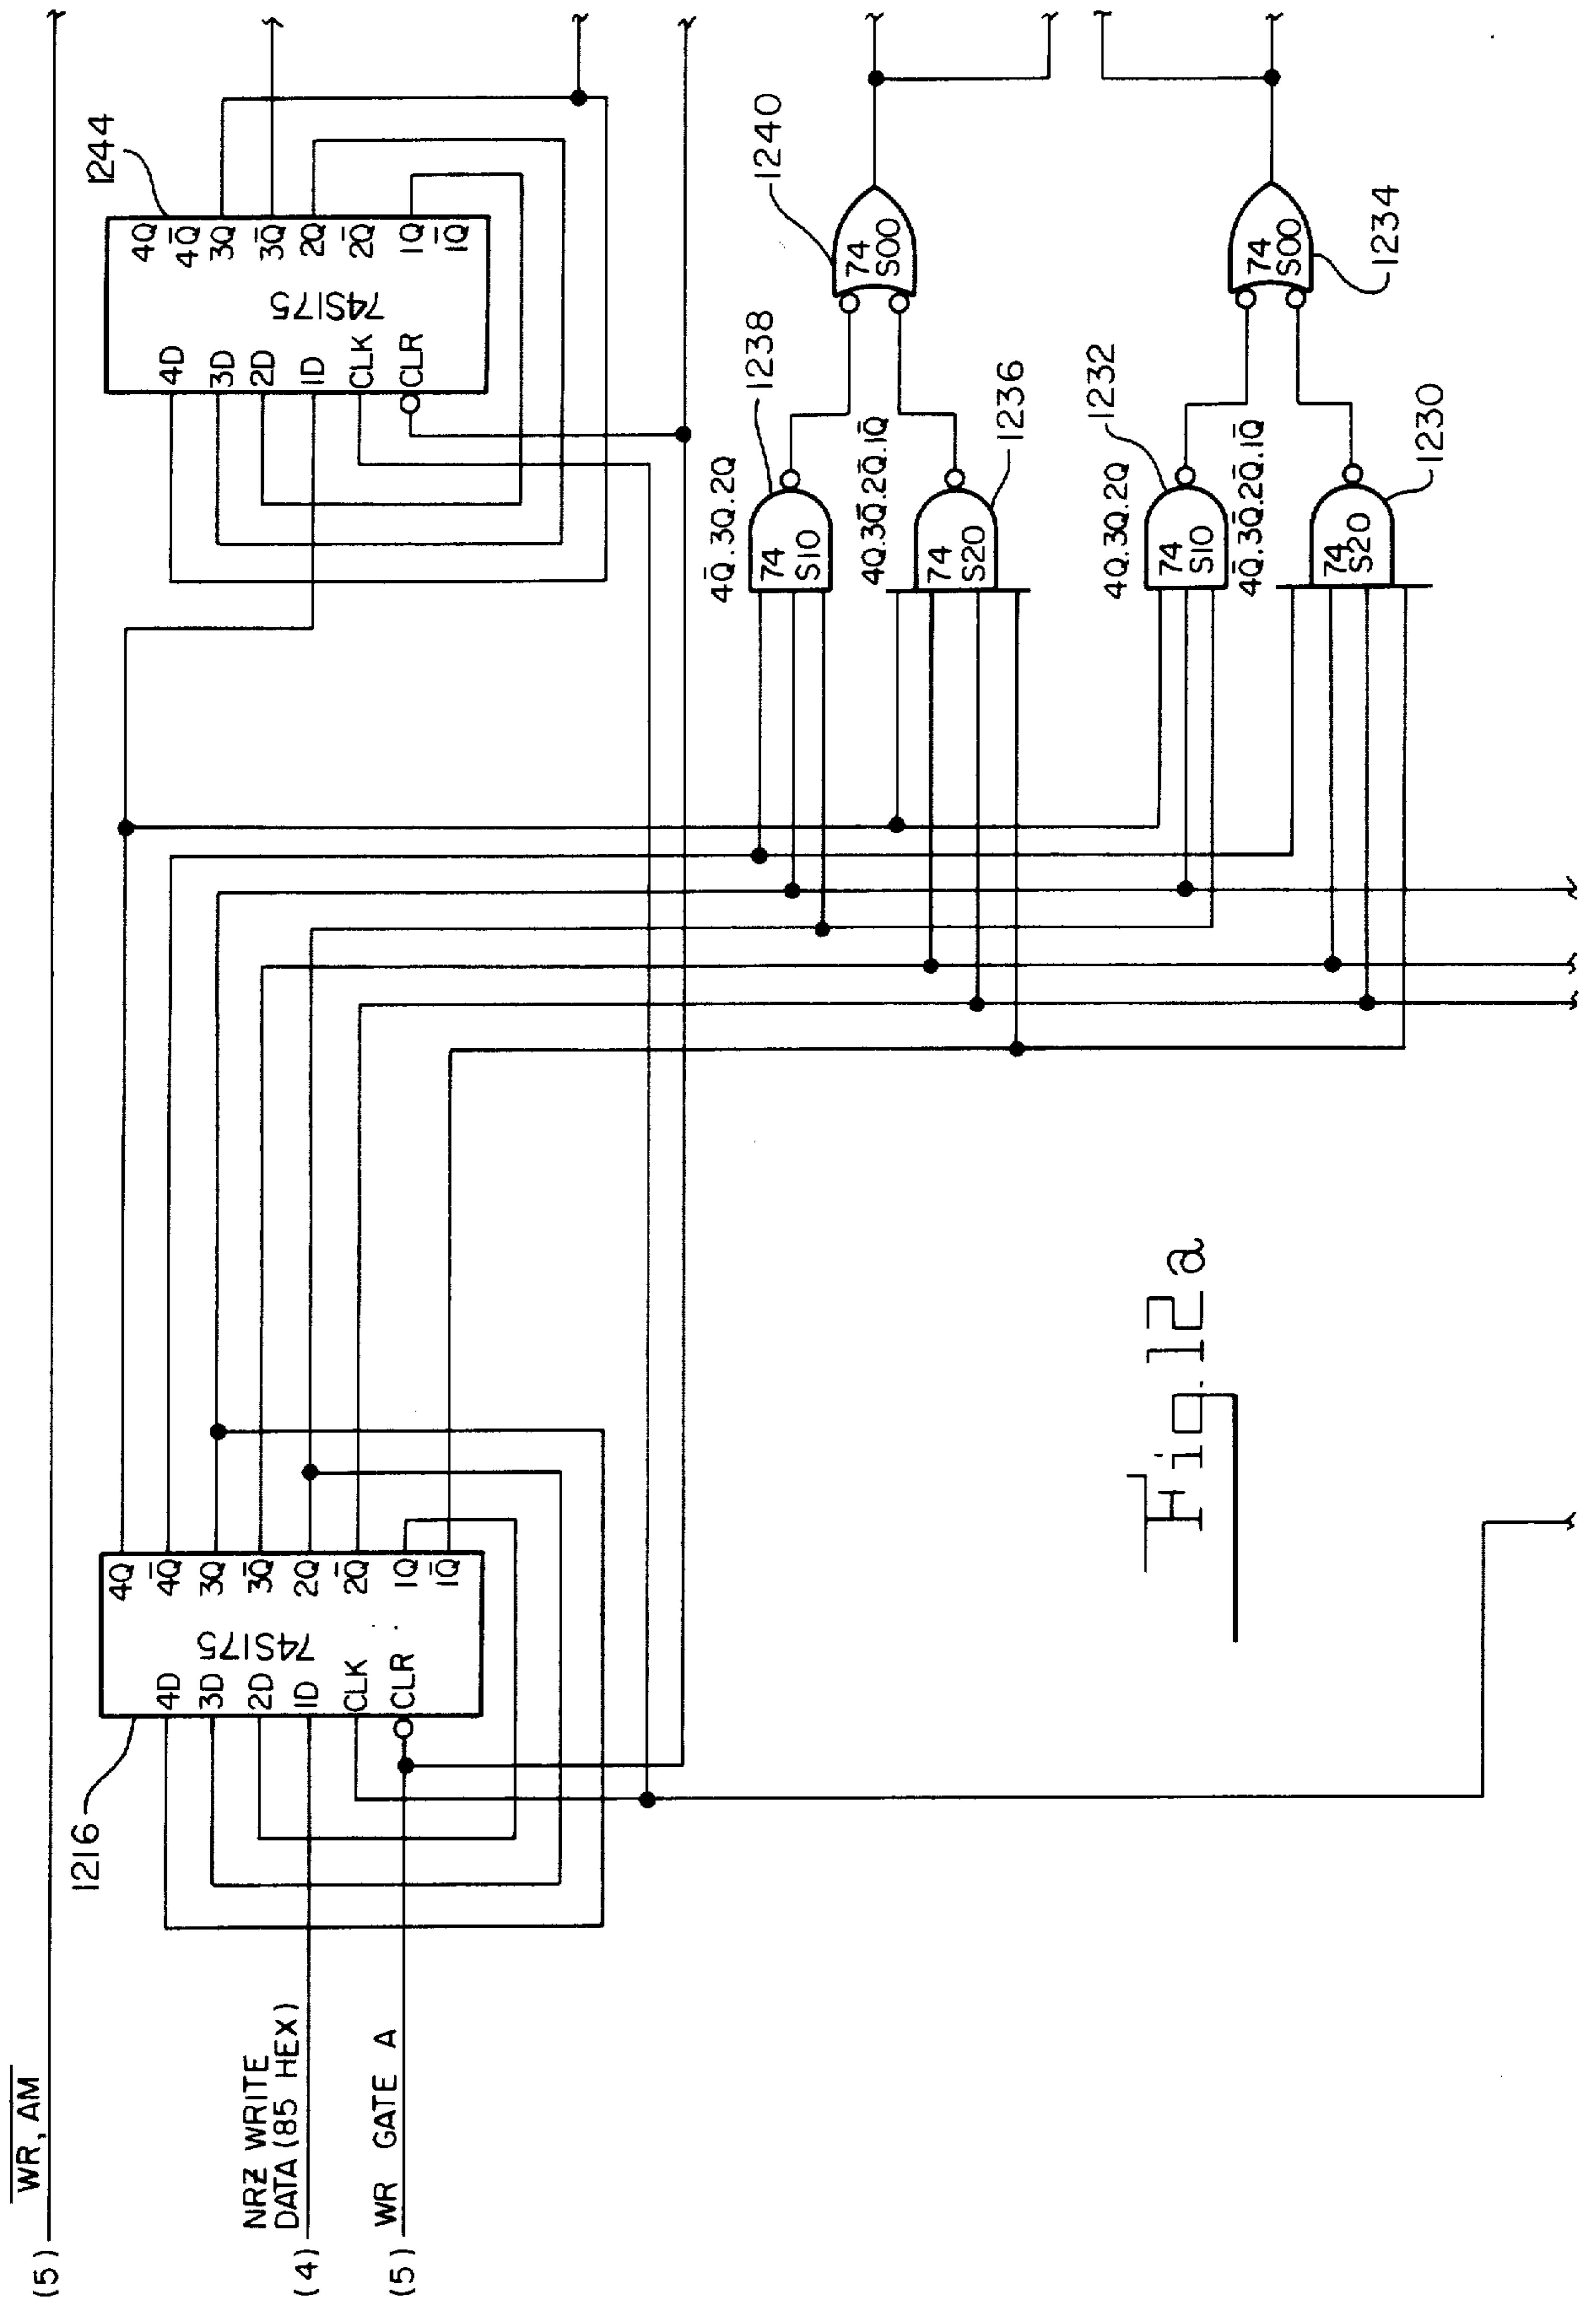 (5) W̅R̅,̅ ̅A̅M̅
NRZ WRITE
DATA (85 HEX)
(4)
(5) WR GATE A
1216
4D
3D
2D
1D
CLK
CLR
74S175
4Q
4Q̅
3Q
3Q̅
2Q
2Q̅
1Q
1Q̅
1244
4D
3D
2D
1D
CLK
CLR
74S175
4Q
4Q̅
3Q
3Q̅
2Q
2Q̅
1Q
1Q̅
4Q̅.3Q.2Q
1238
74
S10
4Q.3Q̅.2Q̅.1Q̅
1236
74
S20
1240
74
S00
4Q.3Q.2Q
1232
74
S10
4Q̅.3Q̅.2Q̅.1Q̅
1230
74
S20
1234
74
S00
Fig. 12a